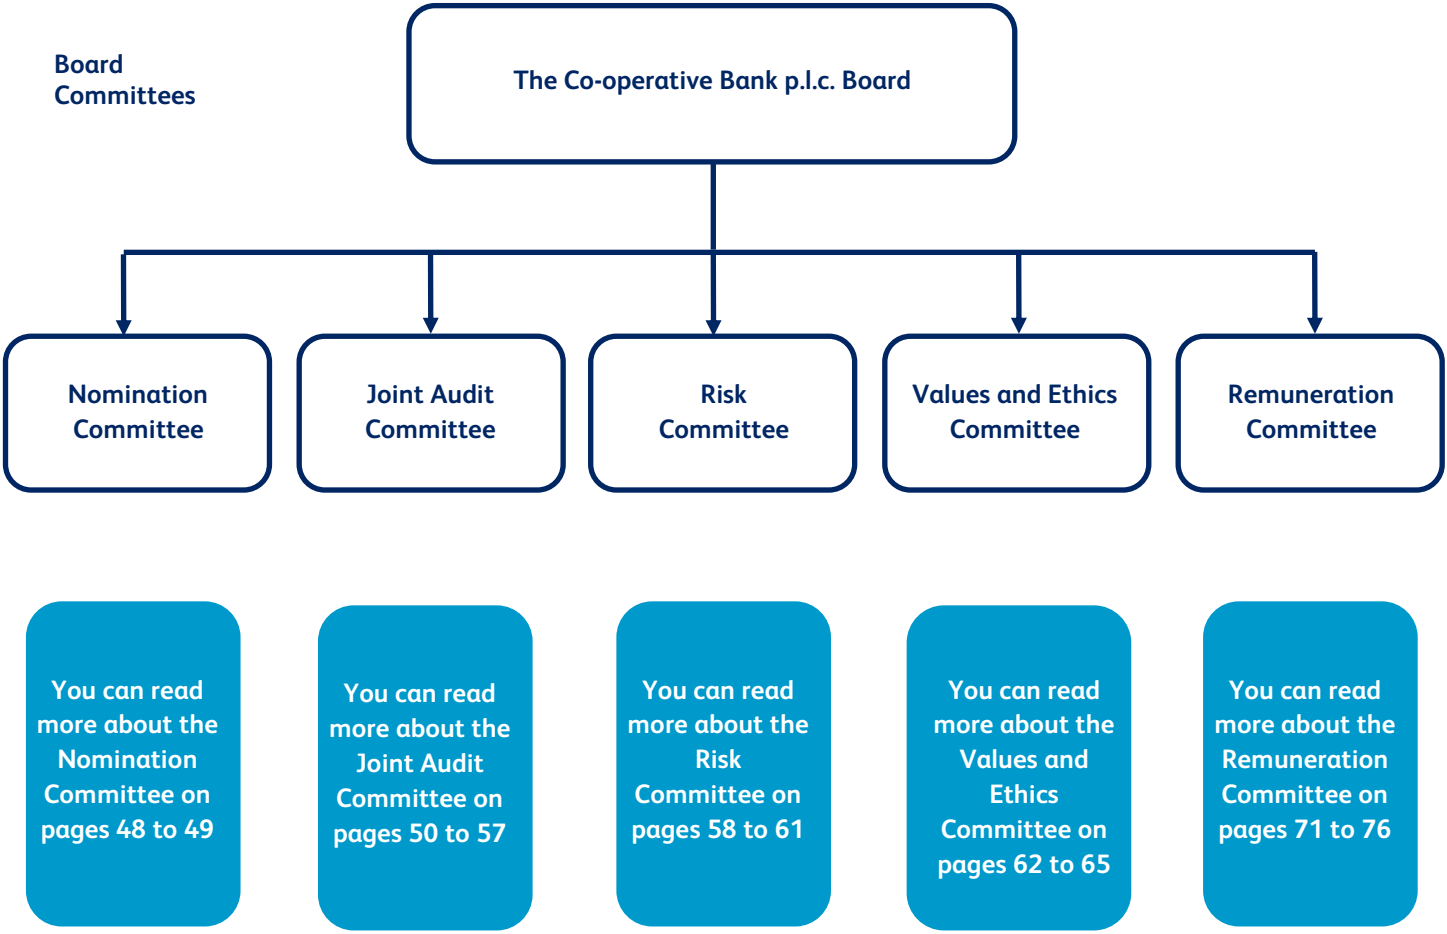 Board
Committees
The Co-operative Bank p.l.c. Board
Nomination
Committee
Joint Audit
Committee
Risk
Committee
Values and Ethics
Committee
Remuneration
Committee
You can read
more about the
Nomination
Committee on
pages 48 to 49
You can read
more about the
Joint Audit
Committee on
pages 50 to 57
You can read
more about the
Risk
Committee on
pages 58 to 61
You can read
more about the
Values and
Ethics
Committee on
pages 62 to 65
You can read
more about the
Remuneration
Committee on
pages 71 to 76